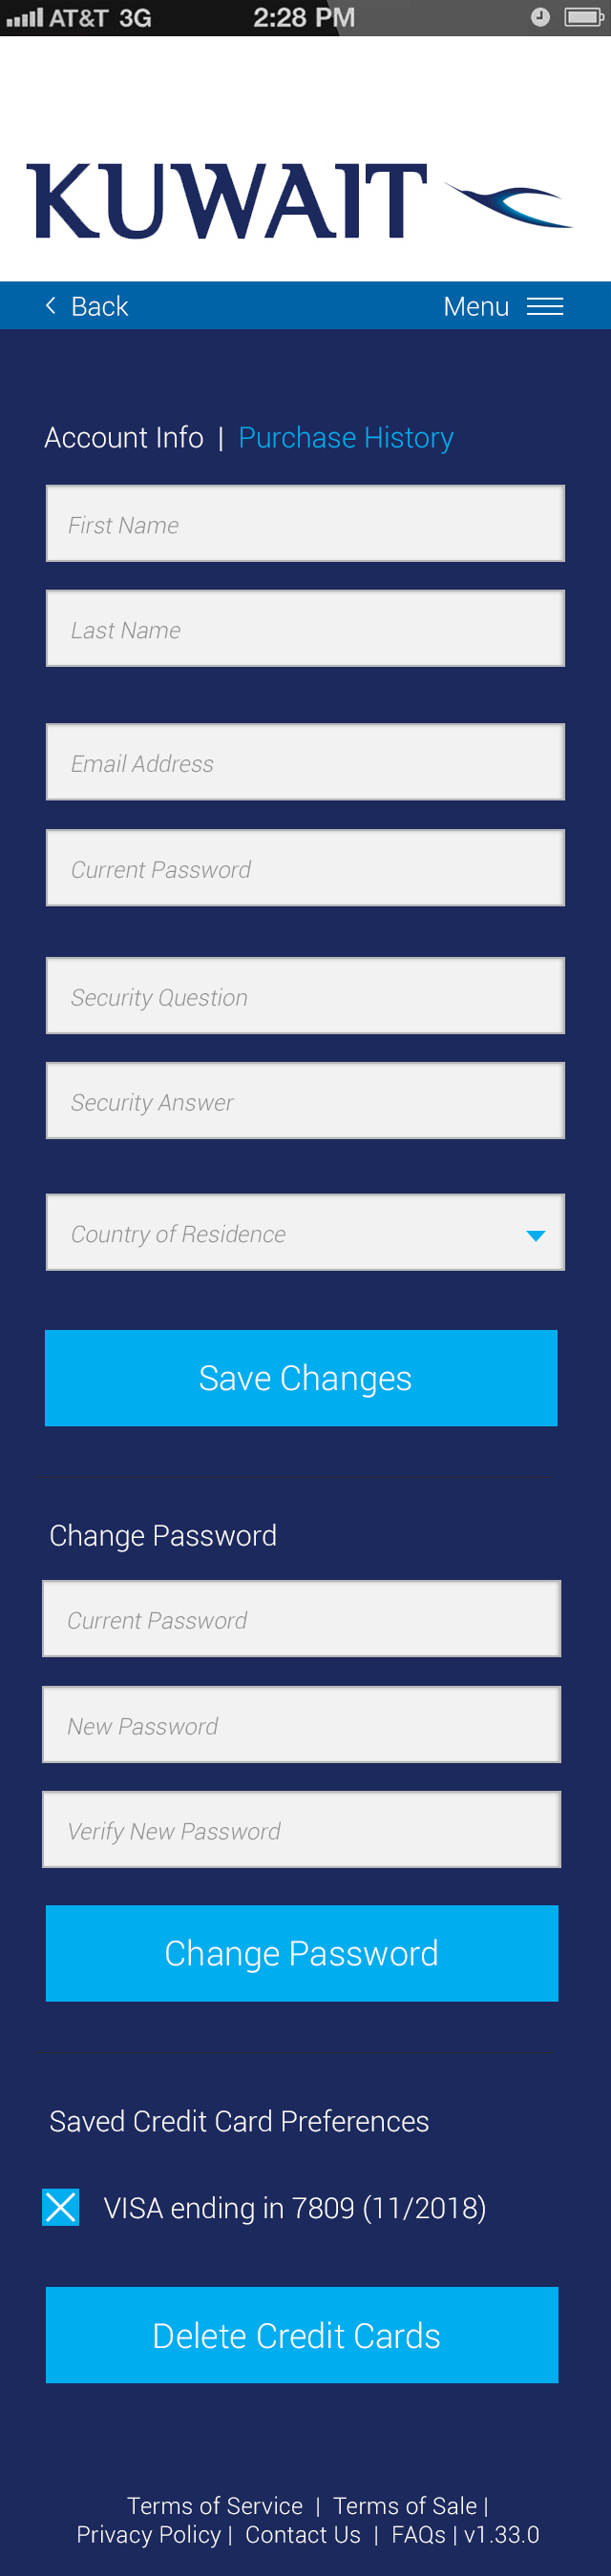 AT&T 3G 2:28 PM
KUWAIT
Back Menu
Account Info | Purchase History
First Name
Last Name
Email Address
Current Password
Security Question
Security Answer
Country of Residence
Save Changes
Change Password
Current Password
New Password
Verify New Password
Change Password
Saved Credit Card Preferences
VISA ending in 7809 (11/2018)
Delete Credit Cards
Terms of Service | Terms of Sale |
Privacy Policy | Contact Us | FAQs | v1.33.0